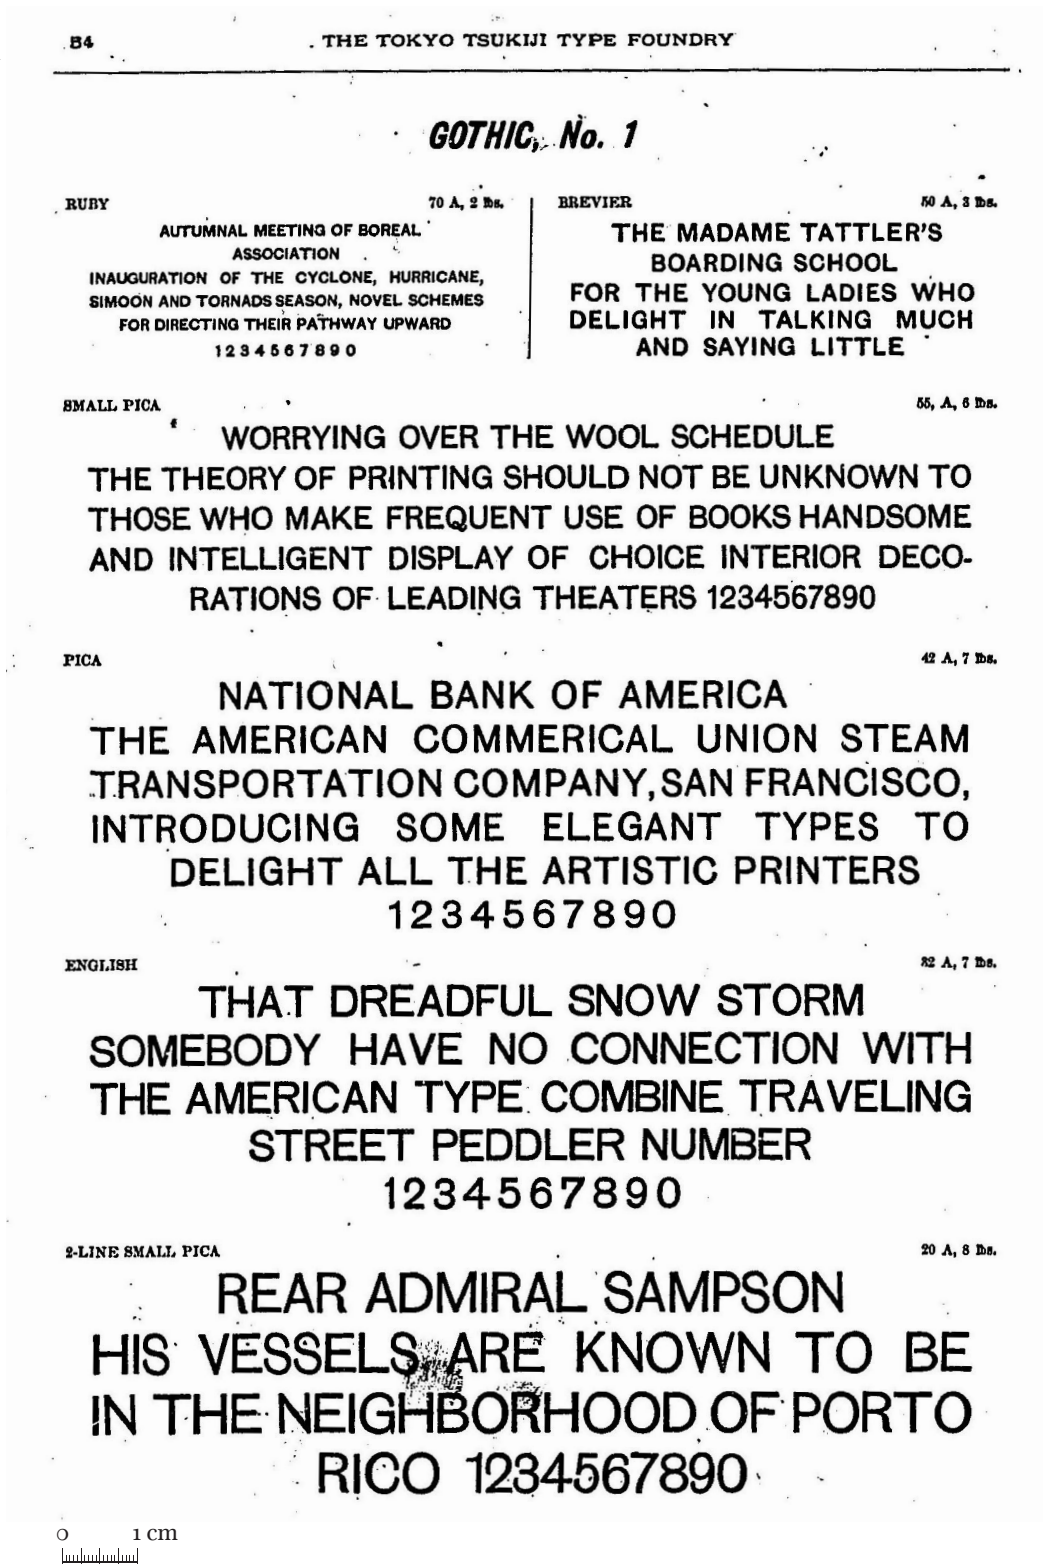 B4
THE TOKYO TSUKIJI TYPE FOUNDRY
GOTHIC, No. 1
RUBY 70 A, 2 lbs.
AUTUMNAL MEETING OF BOREAL
ASSOCIATION
INAUGURATION OF THE CYCLONE, HURRICANE,
SIMOON AND TORNADS SEASON, NOVEL SCHEMES
FOR DIRECTING THEIR PATHWAY UPWARD
1234567890
BREVIER 50 A, 3 lbs.
THE MADAME TATTLER'S
BOARDING SCHOOL
FOR THE YOUNG LADIES WHO
DELIGHT IN TALKING MUCH
AND SAYING LITTLE
SMALL PICA 55, A, 6 lbs.
WORRYING OVER THE WOOL SCHEDULE
THE THEORY OF PRINTING SHOULD NOT BE UNKNOWN TO
THOSE WHO MAKE FREQUENT USE OF BOOKS HANDSOME
AND INTELLIGENT DISPLAY OF CHOICE INTERIOR DECO-
RATIONS OF LEADING THEATERS 1234567890
PICA 42 A, 7 lbs.
NATIONAL BANK OF AMERICA
THE AMERICAN COMMERICAL UNION STEAM
TRANSPORTATION COMPANY, SAN FRANCISCO,
INTRODUCING SOME ELEGANT TYPES TO
DELIGHT ALL THE ARTISTIC PRINTERS
1234567890
ENGLISH 32 A, 7 lbs.
THAT DREADFUL SNOW STORM
SOMEBODY HAVE NO CONNECTION WITH
THE AMERICAN TYPE COMBINE TRAVELING
STREET PEDDLER NUMBER
1234567890
2-LINE SMALL PICA 20 A, 8 lbs.
REAR ADMIRAL SAMPSON
HIS VESSELS ARE KNOWN TO BE
IN THE NEIGHBORHOOD OF PORTO
RICO 1234567890
0 1 cm